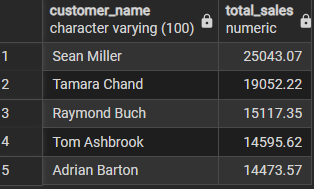 customer_name total_sales
character varying (100) numeric
1 Sean Miller 25043.07
2 Tamara Chand 19052.22
3 Raymond Buch 15117.35
4 Tom Ashbrook 14595.62
5 Adrian Barton 14473.57